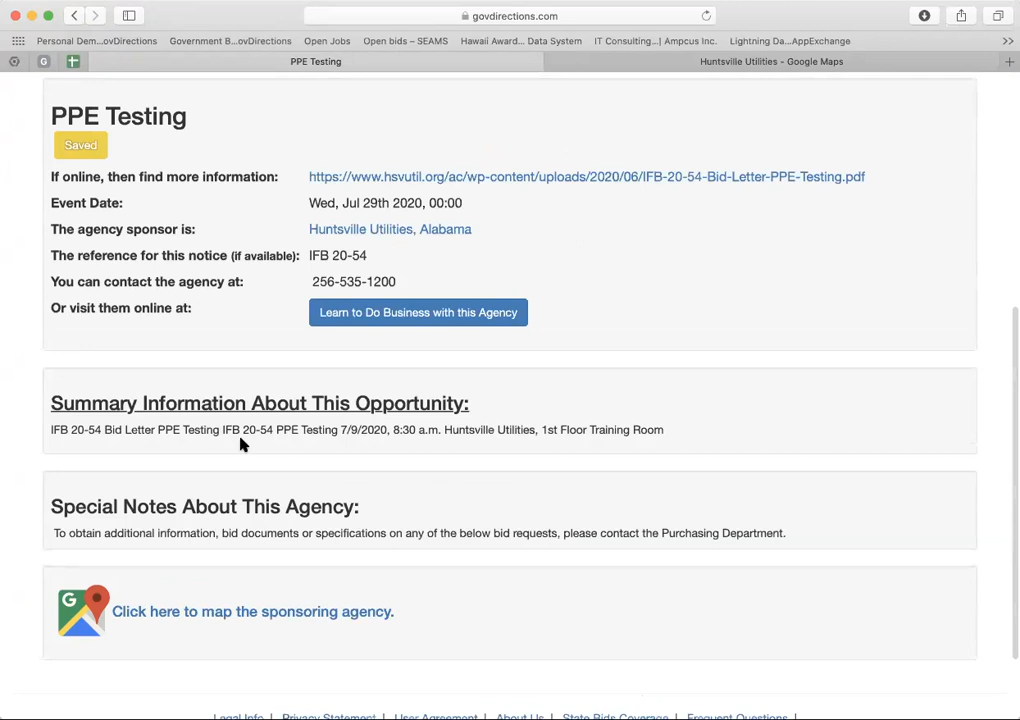 govdirections.com
Personal Dem...ovDirections Government B...ovDirections Open Jobs Open bids – SEAMS Hawaii Award... Data System IT Consulting...| Ampcus Inc. Lightning Da...AppExchange
G PPE Testing Huntsville Utilities - Google Maps
PPE Testing
Saved
If online, then find more information: https://www.hsvutil.org/ac/wp-content/uploads/2020/06/IFB-20-54-Bid-Letter-PPE-Testing.pdf
Event Date: Wed, Jul 29th 2020, 00:00
The agency sponsor is: Huntsville Utilities, Alabama
The reference for this notice (if available): IFB 20-54
You can contact the agency at: 256-535-1200
Or visit them online at: Learn to Do Business with this Agency
Summary Information About This Opportunity:
IFB 20-54 Bid Letter PPE Testing IFB 20-54 PPE Testing 7/9/2020, 8:30 a.m. Huntsville Utilities, 1st Floor Training Room
Special Notes About This Agency:
To obtain additional information, bid documents or specifications on any of the below bid requests, please contact the Purchasing Department.
G Click here to map the sponsoring agency.
Legal Info | Privacy Statement | User Agreement | About Us | State Bids Coverage | Frequent Questions |